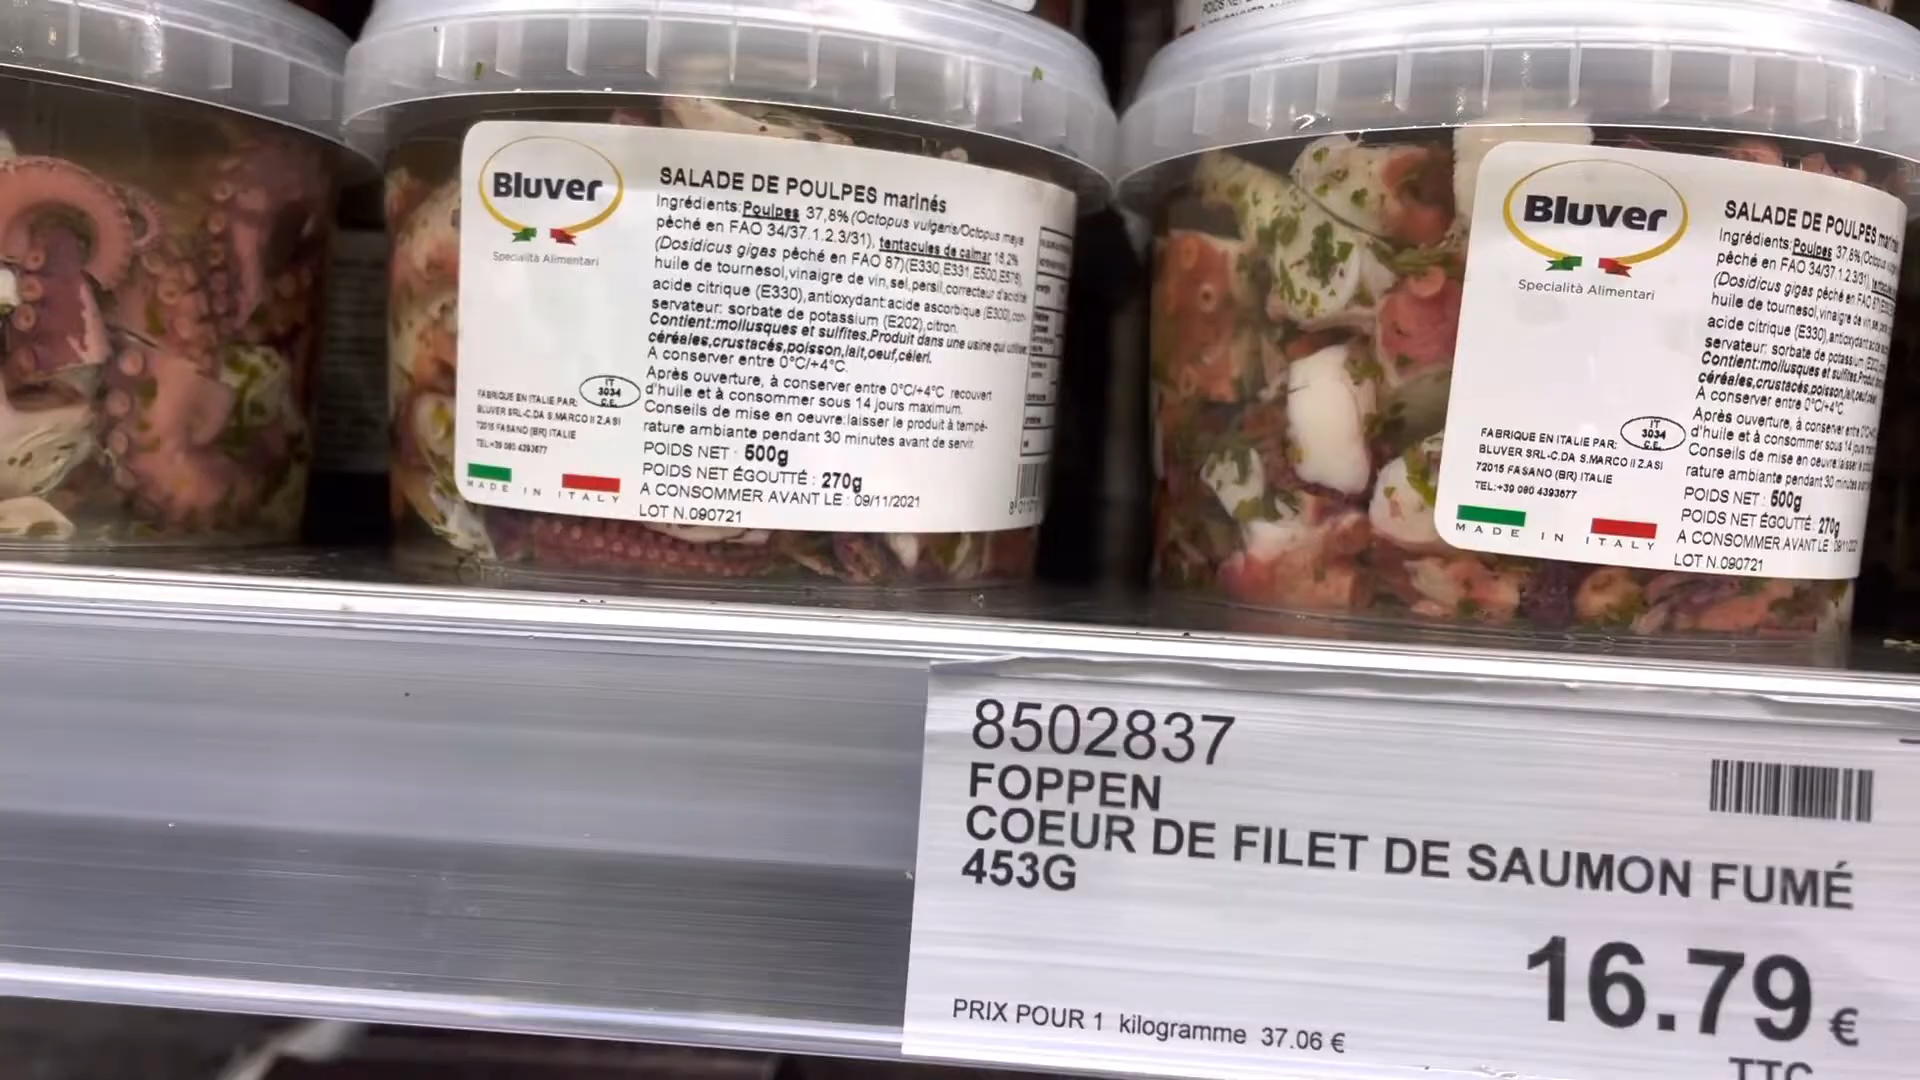 Bluver
Specialità Alimentari
SALADE DE POULPES marinés
Ingrédients:Poulpes 37,8%(Octopus vulgaris/Octopus maya
pêché en FAO 34/37.1.2.3/31), tentacules de calmar 16.2%
(Dosidicus gigas pêché en FAO 87)(E330,E331,E500,E576),
huile de tournesol,vinaigre de vin,sel,persil,correcteur d'acidité
acide citrique (E330),antioxydant:acide ascorbique (E300),con-
servateur: sorbate de potassium (E202),citron.
Contient:mollusques et sulfites.Produit dans une usine qui utilise
céréales,crustacés,poisson,lait,oeuf,céleri.
A conserver entre 0°C/+4°C.
Après ouverture, à conserver entre 0°C/+4°C recouvert
d'huile et à consommer sous 14 jours maximum.
Conseils de mise en oeuvre:laisser le produit à tempé-
rature ambiante pendant 30 minutes avant de servir.
POIDS NET : 500g
POIDS NET ÉGOUTTÉ : 270g
A CONSOMMER AVANT LE : 09/11/2021
LOT N.090721
IT
3034
C.E.
FABRIQUE EN ITALIE PAR:
BLUVER SRL-C.DA S.MARCO II Z.ASI
72015 FASANO (BR) ITALIE
TEL:+39 080 4393677
MADE IN ITALY
Bluver
Specialità Alimentari
SALADE DE POULPES
Ingrédients:Poulpes 37,8%
pêché en FAO 34/37.1.2.3/31),
(Dosidicus gigas pêché en FAO
huile de tournesol,vinaigre de vin
acide citrique (E330),antioxydant
servateur: sorbate de potassium
Contient:mollusques et sulfites.
céréales,crustacés,poisson,lait
A conserver entre 0°C/+4°C
Après ouverture, à conserver entre
d'huile et à consommer sous 14 jours
Conseils de mise en oeuvre:laisser
rature ambiante pendant 30 minutes
POIDS NET : 500g
POIDS NET ÉGOUTTÉ : 270g
A CONSOMMER AVANT LE
LOT N.090721
IT
3034
C.E.
FABRIQUE EN ITALIE PAR:
BLUVER SRL-C.DA S.MARCO II Z.ASI
72015 FASANO (BR) ITALIE
TEL:+39 080 4393677
MADE IN ITALY
8502837
FOPPEN
COEUR DE FILET DE SAUMON FUMÉ
453G
16.79 €
PRIX POUR 1 kilogramme 37.06 €
TTC